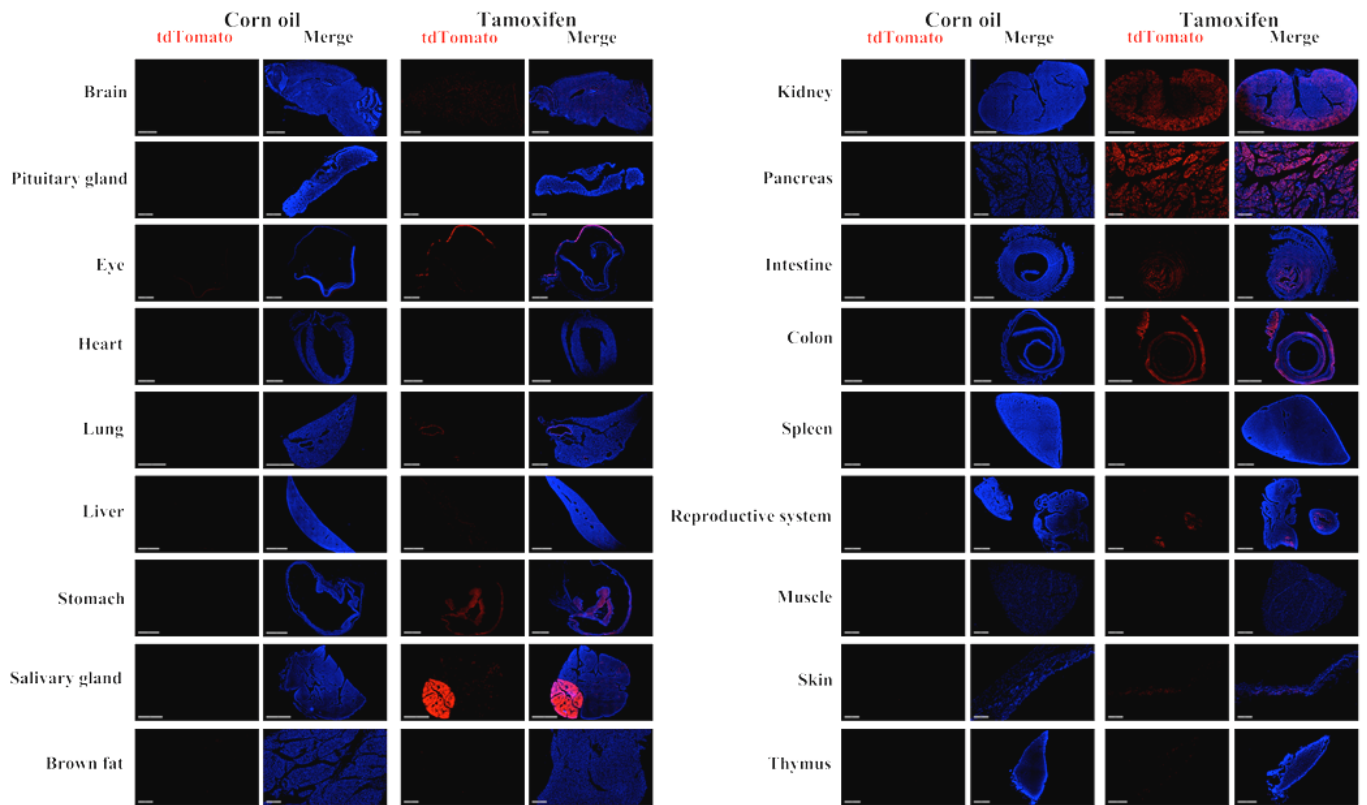 Corn oil Tamoxifen
tdTomato Merge tdTomato Merge
Brain
Pituitary gland
Eye
Heart
Lung
Liver
Stomach
Salivary gland
Brown fat
Corn oil Tamoxifen
tdTomato Merge tdTomato Merge
Kidney
Pancreas
Intestine
Colon
Spleen
Reproductive system
Muscle
Skin
Thymus